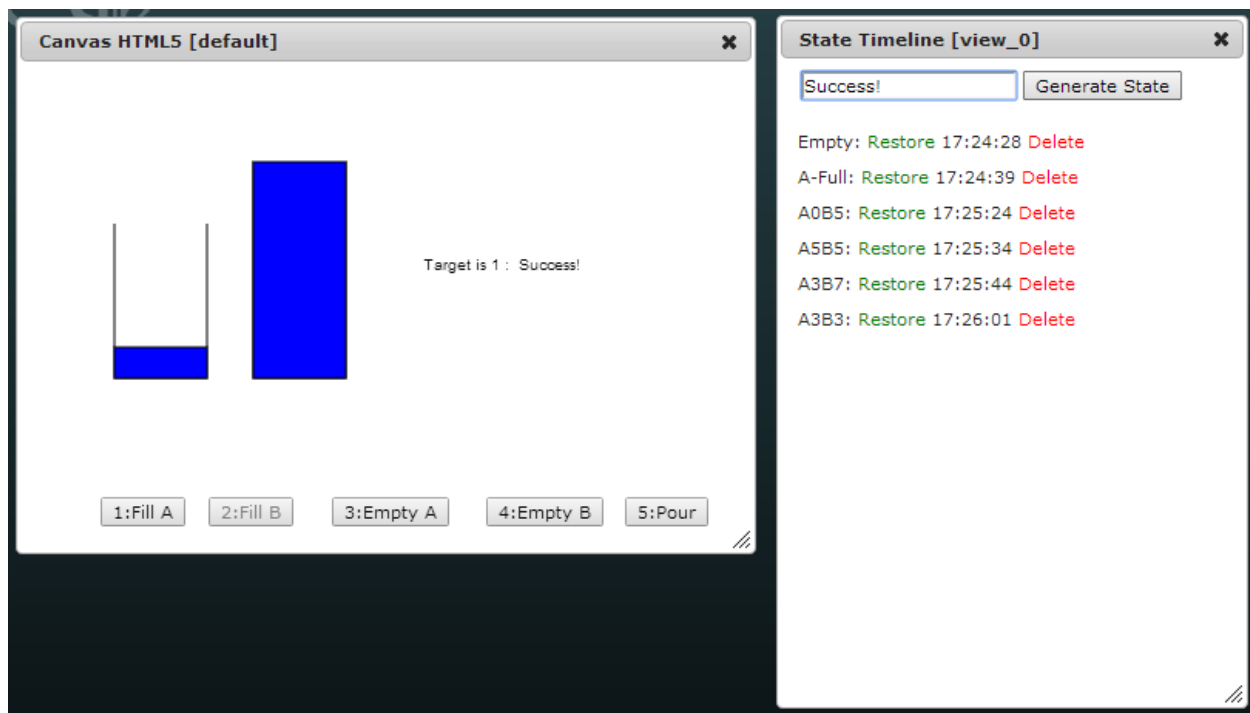 Canvas HTML5 [default]
Target is 1 : Success!
1:Fill A
2:Fill B
3:Empty A
4:Empty B
5:Pour
State Timeline [view_0]
Success!
Generate State
Empty: Restore 17:24:28 Delete
A-Full: Restore 17:24:39 Delete
A0B5: Restore 17:25:24 Delete
A5B5: Restore 17:25:34 Delete
A3B7: Restore 17:25:44 Delete
A3B3: Restore 17:26:01 Delete